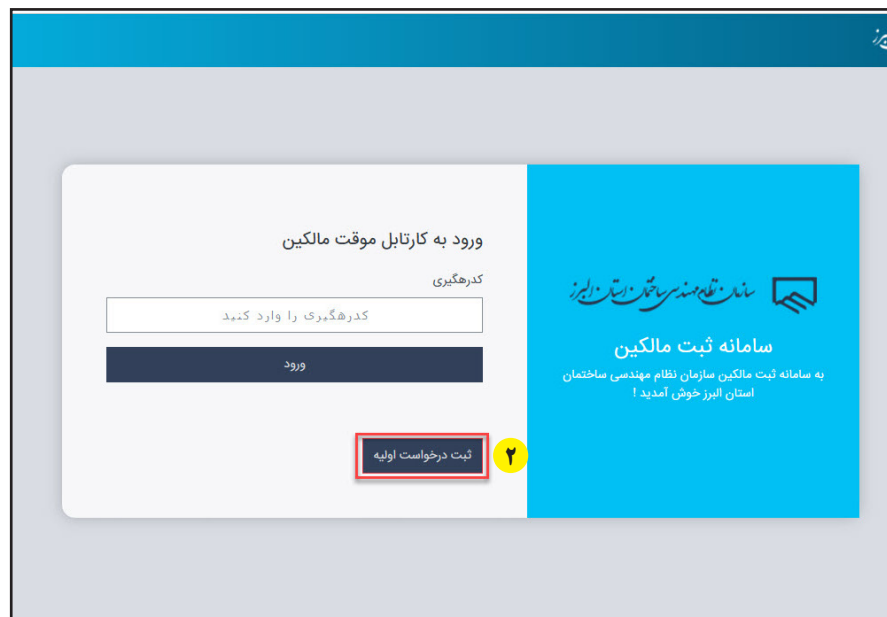 سازمان نظام مهندسی ساختمان استان البرز
سامانه ثبت مالکین
به سامانه ثبت مالکین سازمان نظام مهندسی ساختمان
استان البرز خوش آمدید !
ورود به کارتابل موقت مالکین
کدرهگیری
کدرهگیری را وارد کنید
ورود
ثبت درخواست اولیه
۲